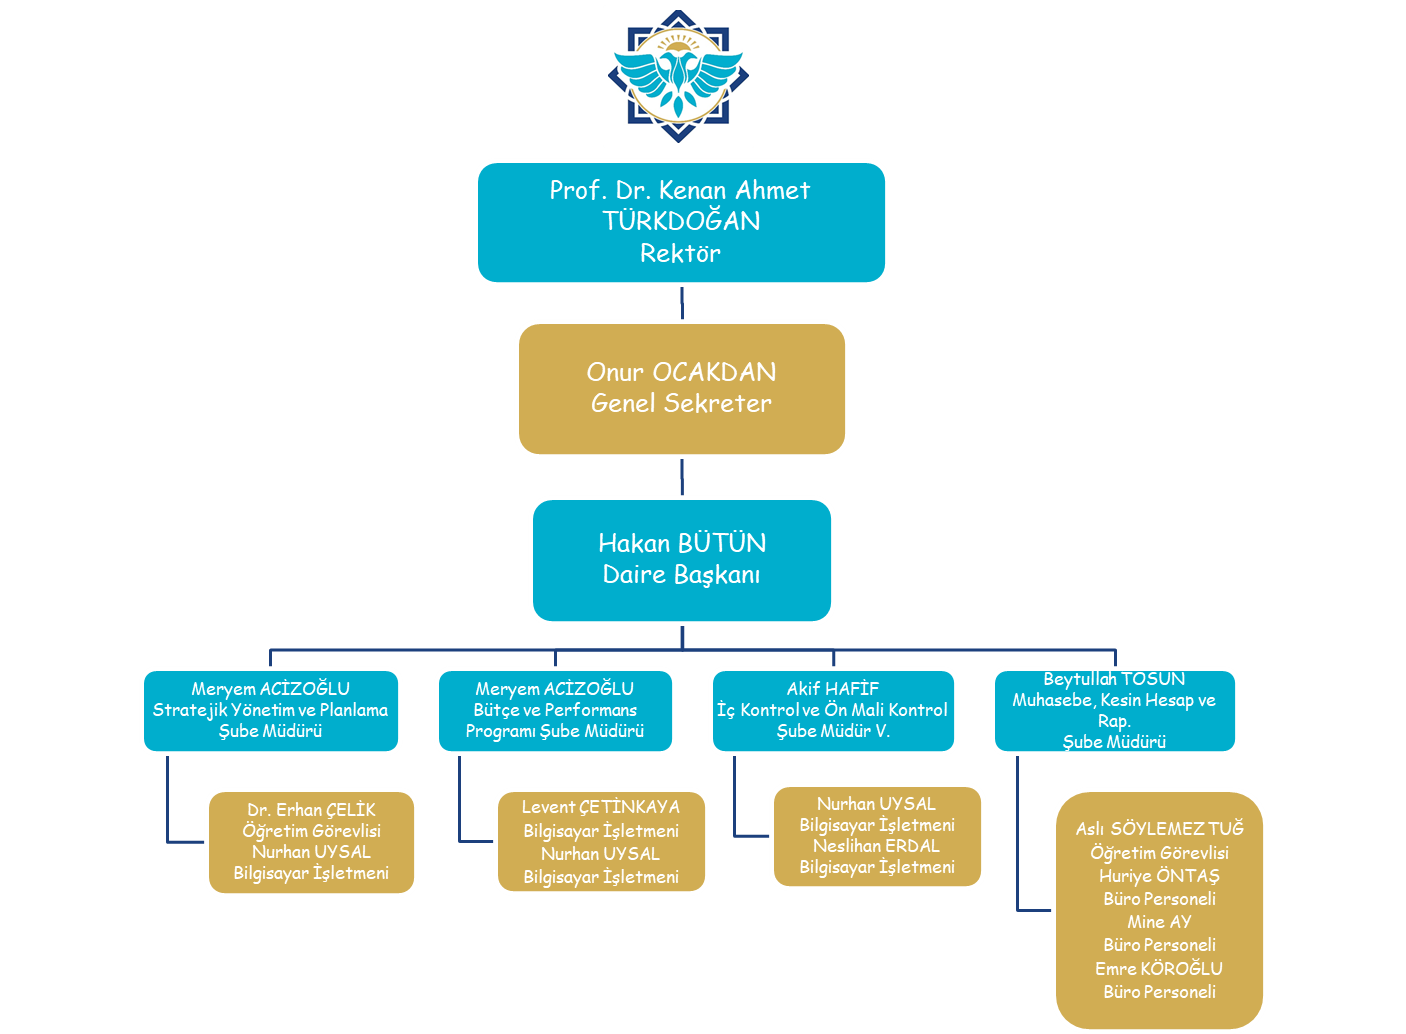 Prof. Dr. Kenan Ahmet
TÜRKDOĞAN
Rektör
Onur OCAKDAN
Genel Sekreter
Hakan BÜTÜN
Daire Başkanı
Meryem ACİZOĞLU
Stratejik Yönetim ve Planlama
Şube Müdürü
Meryem ACİZOĞLU
Bütçe ve Performans
Programı Şube Müdürü
Akif HAFİF
İç Kontrol ve Ön Mali Kontrol
Şube Müdür V.
Beytullah TOSUN
Muhasebe, Kesin Hesap ve
Rap.
Şube Müdürü
Dr. Erhan ÇELİK
Öğretim Görevlisi
Nurhan UYSAL
Bilgisayar İşletmeni
Levent ÇETİNKAYA
Bilgisayar İşletmeni
Nurhan UYSAL
Bilgisayar İşletmeni
Nurhan UYSAL
Bilgisayar İşletmeni
Neslihan ERDAL
Bilgisayar İşletmeni
Aslı SÖYLEMEZ TUĞ
Öğretim Görevlisi
Huriye ÖNTAŞ
Büro Personeli
Mine AY
Büro Personeli
Emre KÖROĞLU
Büro Personeli